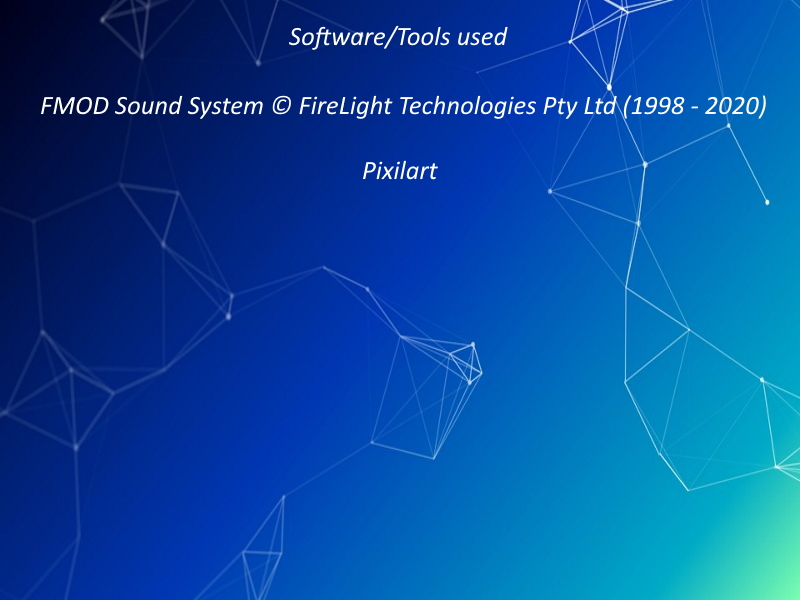 Software/Tools used
FMOD Sound System © FireLight Technologies Pty Ltd (1998 - 2020)
Pixilart